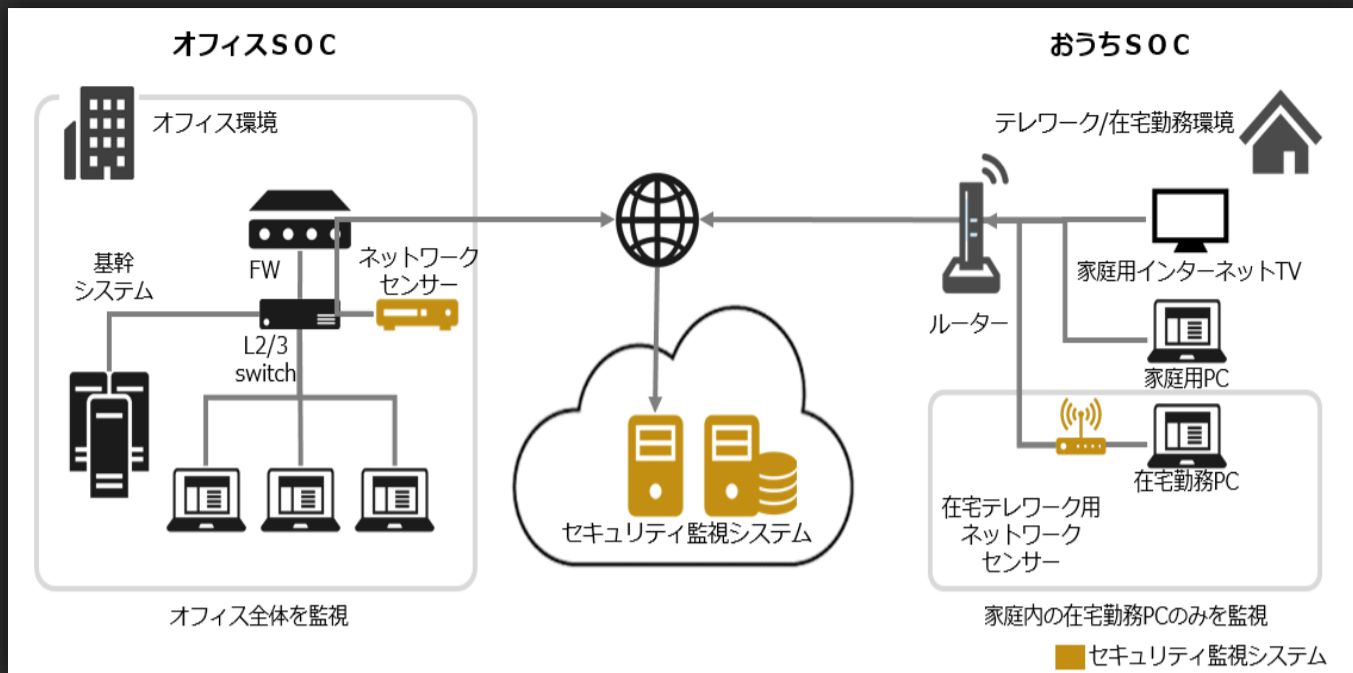 オフィスSOC
おうちSOC
オフィス環境
テレワーク/在宅勤務環境
FW
ネットワーク
センサー
基幹
システム
L2/3
switch
ルーター
家庭用インターネットTV
家庭用PC
在宅勤務PC
在宅テレワーク用
ネットワーク
センサー
セキュリティ監視システム
オフィス全体を監視
家庭内の在宅勤務PCのみを監視
セキュリティ監視システム